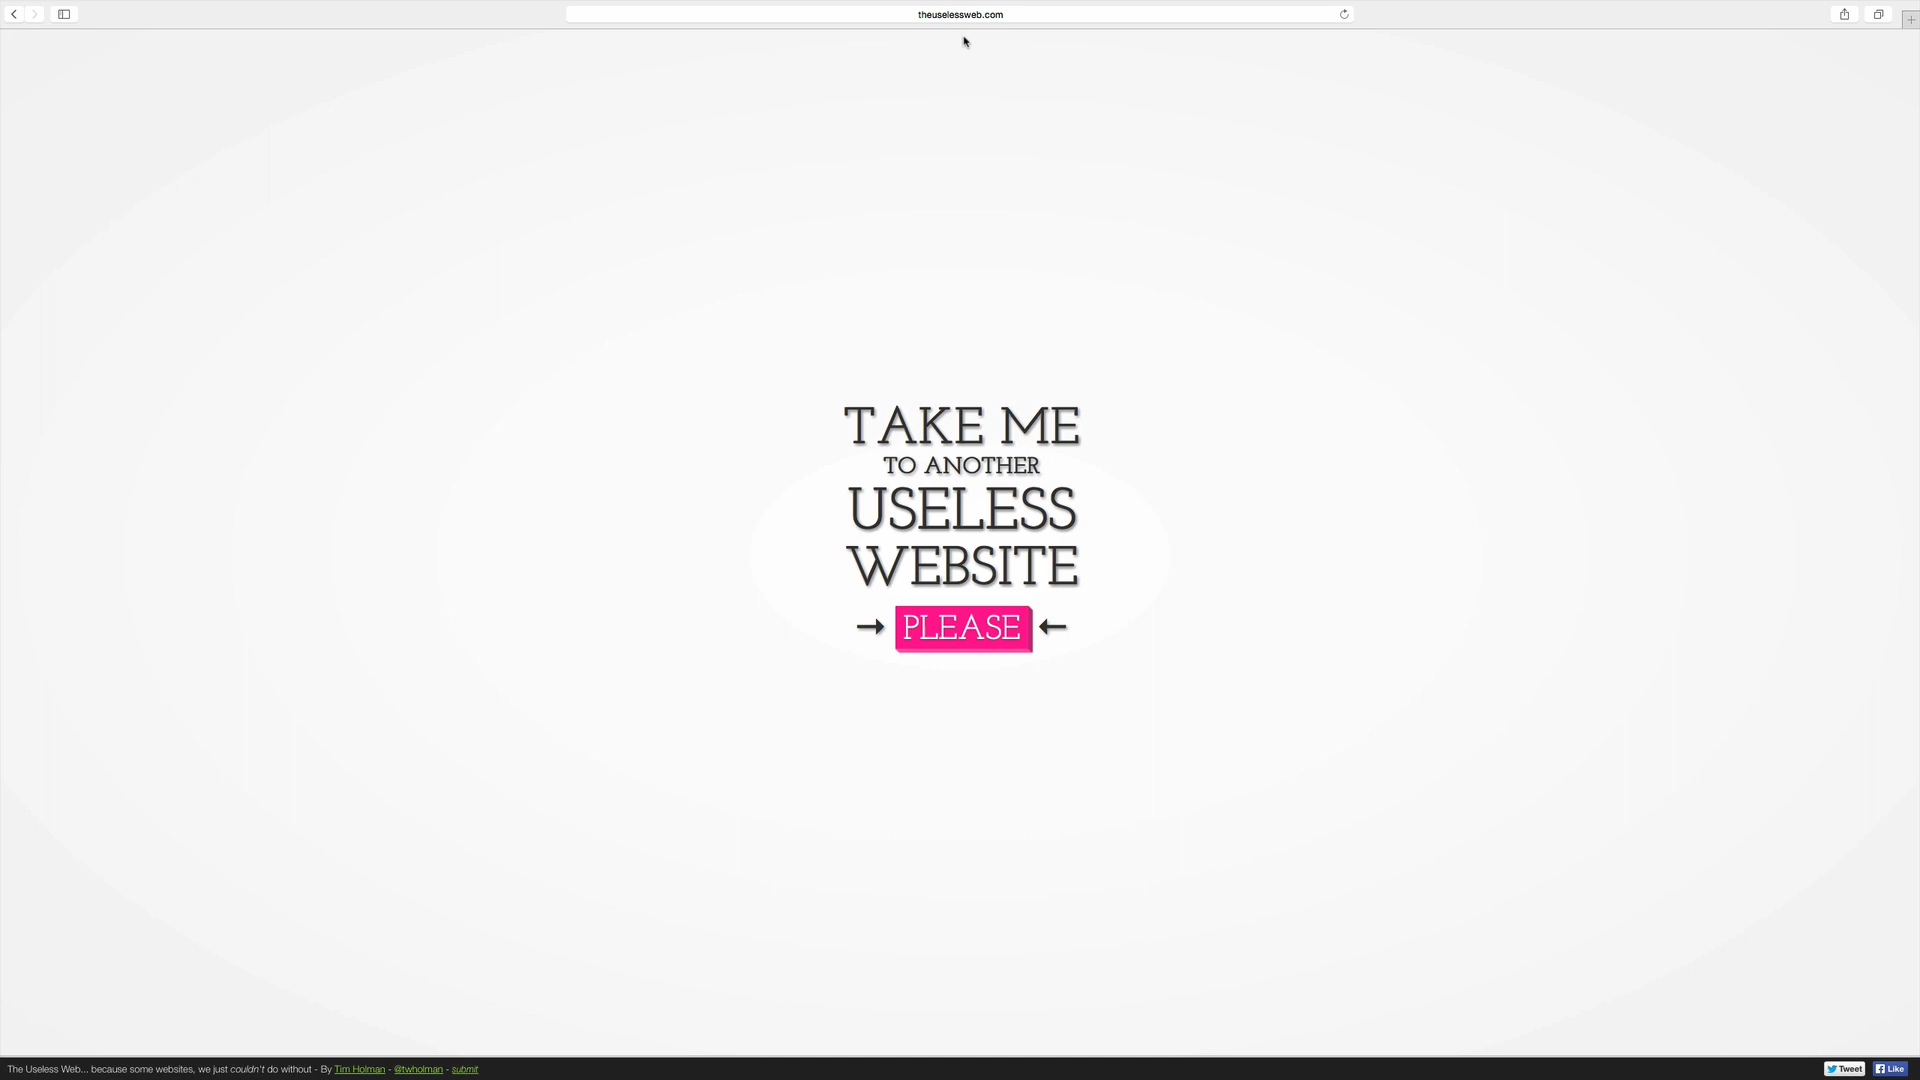 theuselessweb.com
TAKE ME
TO ANOTHER
USELESS
WEBSITE
PLEASE
The Useless Web... because some websites, we just couldn't do without - By Tim Holman - @twholman - submit
Tweet
Like